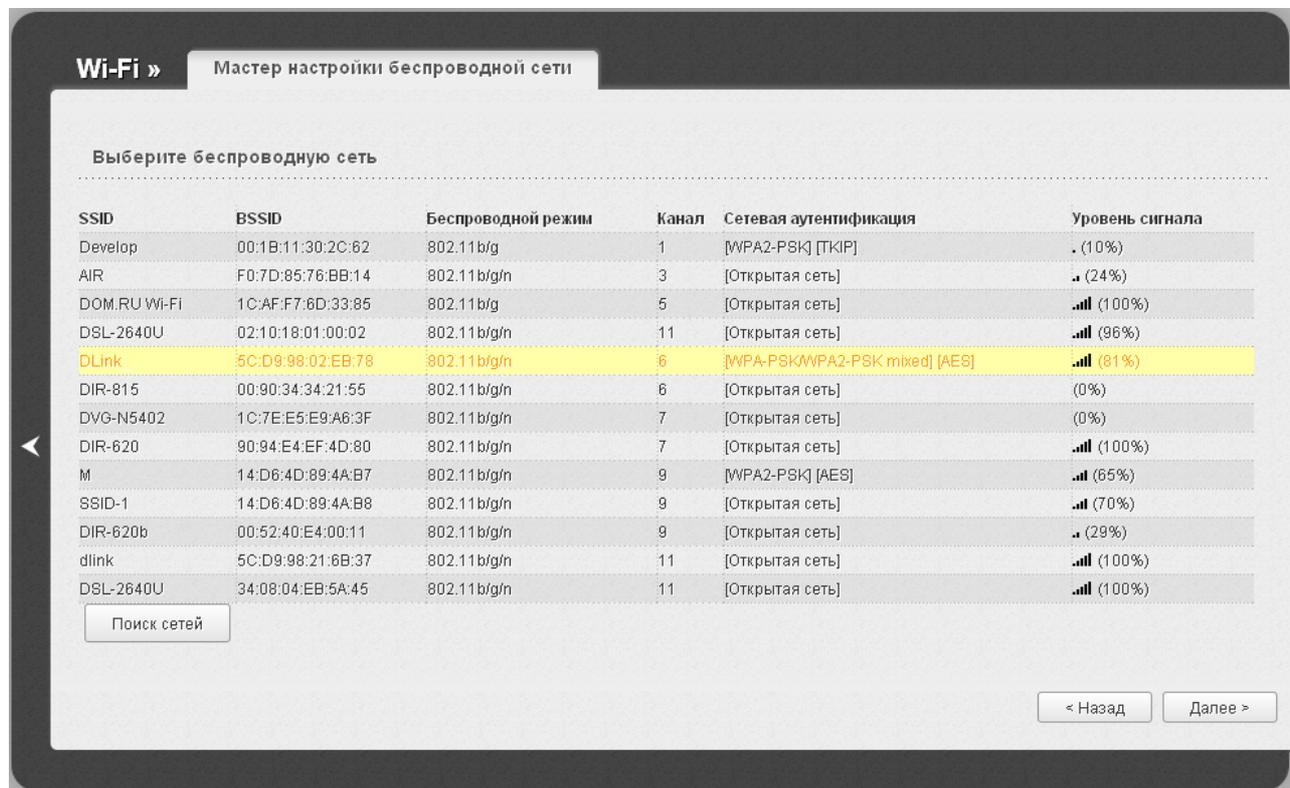 Wi-Fi » Мастер настройки беспроводной сети
Выберите беспроводную сеть
SSID BSSID Беспроводной режим Канал Сетевая аутентификация Уровень сигнала
Develop 00:1B:11:30:2C:62 802.11b/g 1 [WPA2-PSK] [TKIP] (10%)
AIR F0:7D:85:76:BB:14 802.11b/g/n 3 [Открытая сеть] (24%)
DOM.RU Wi-Fi 1C:AF:F7:6D:33:85 802.11b/g 5 [Открытая сеть] (100%)
DSL-2640U 02:10:18:01:00:02 802.11b/g/n 11 [Открытая сеть] (96%)
DLink 5C:D9:98:02:EB:78 802.11b/g/n 6 [WPA-PSK/WPA2-PSK mixed] [AES] (81%)
DIR-815 00:90:34:34:21:55 802.11b/g/n 6 [Открытая сеть] (0%)
DVG-N5402 1C:7E:E5:E9:A6:3F 802.11b/g/n 7 [Открытая сеть] (0%)
DIR-620 90:94:E4:EF:4D:80 802.11b/g/n 7 [Открытая сеть] (100%)
M 14:D6:4D:89:4A:B7 802.11b/g/n 9 [WPA2-PSK] [AES] (65%)
SSID-1 14:D6:4D:89:4A:B8 802.11b/g/n 9 [Открытая сеть] (70%)
DIR-620b 00:52:40:E4:00:11 802.11b/g/n 9 [Открытая сеть] (29%)
dlink 5C:D9:98:21:6B:37 802.11b/g/n 11 [Открытая сеть] (100%)
DSL-2640U 34:08:04:EB:5A:45 802.11b/g/n 11 [Открытая сеть] (100%)
Поиск сетей
< Назад Далее >